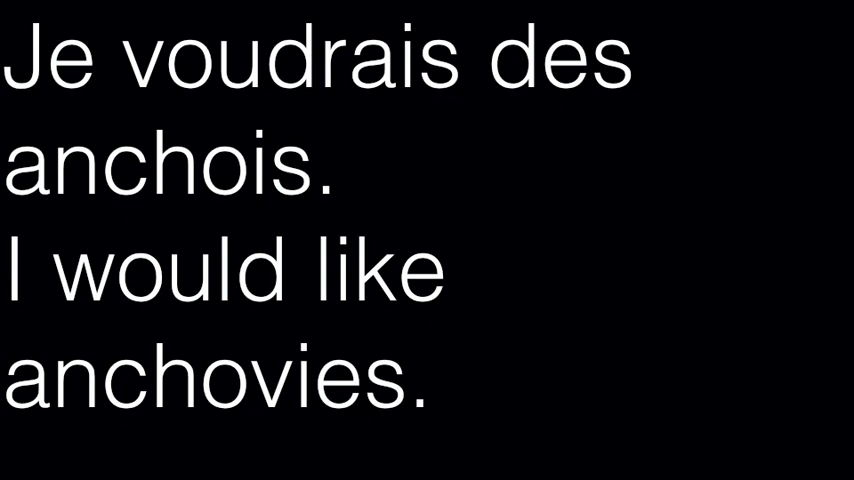 Je voudrais des
anchois.
I would like
anchovies.